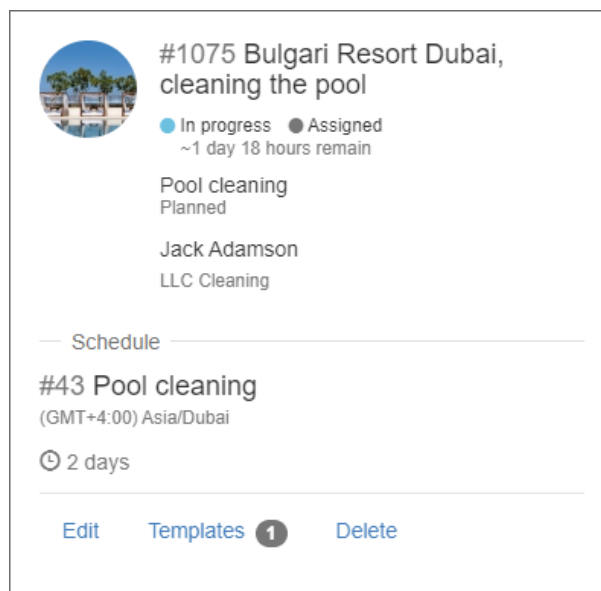 #1075 Bulgari Resort Dubai,
cleaning the pool
In progress Assigned
~1 day 18 hours remain
Pool cleaning
Planned
Jack Adamson
LLC Cleaning
Schedule
#43 Pool cleaning
(GMT+4:00) Asia/Dubai
2 days
Edit Templates 1 Delete